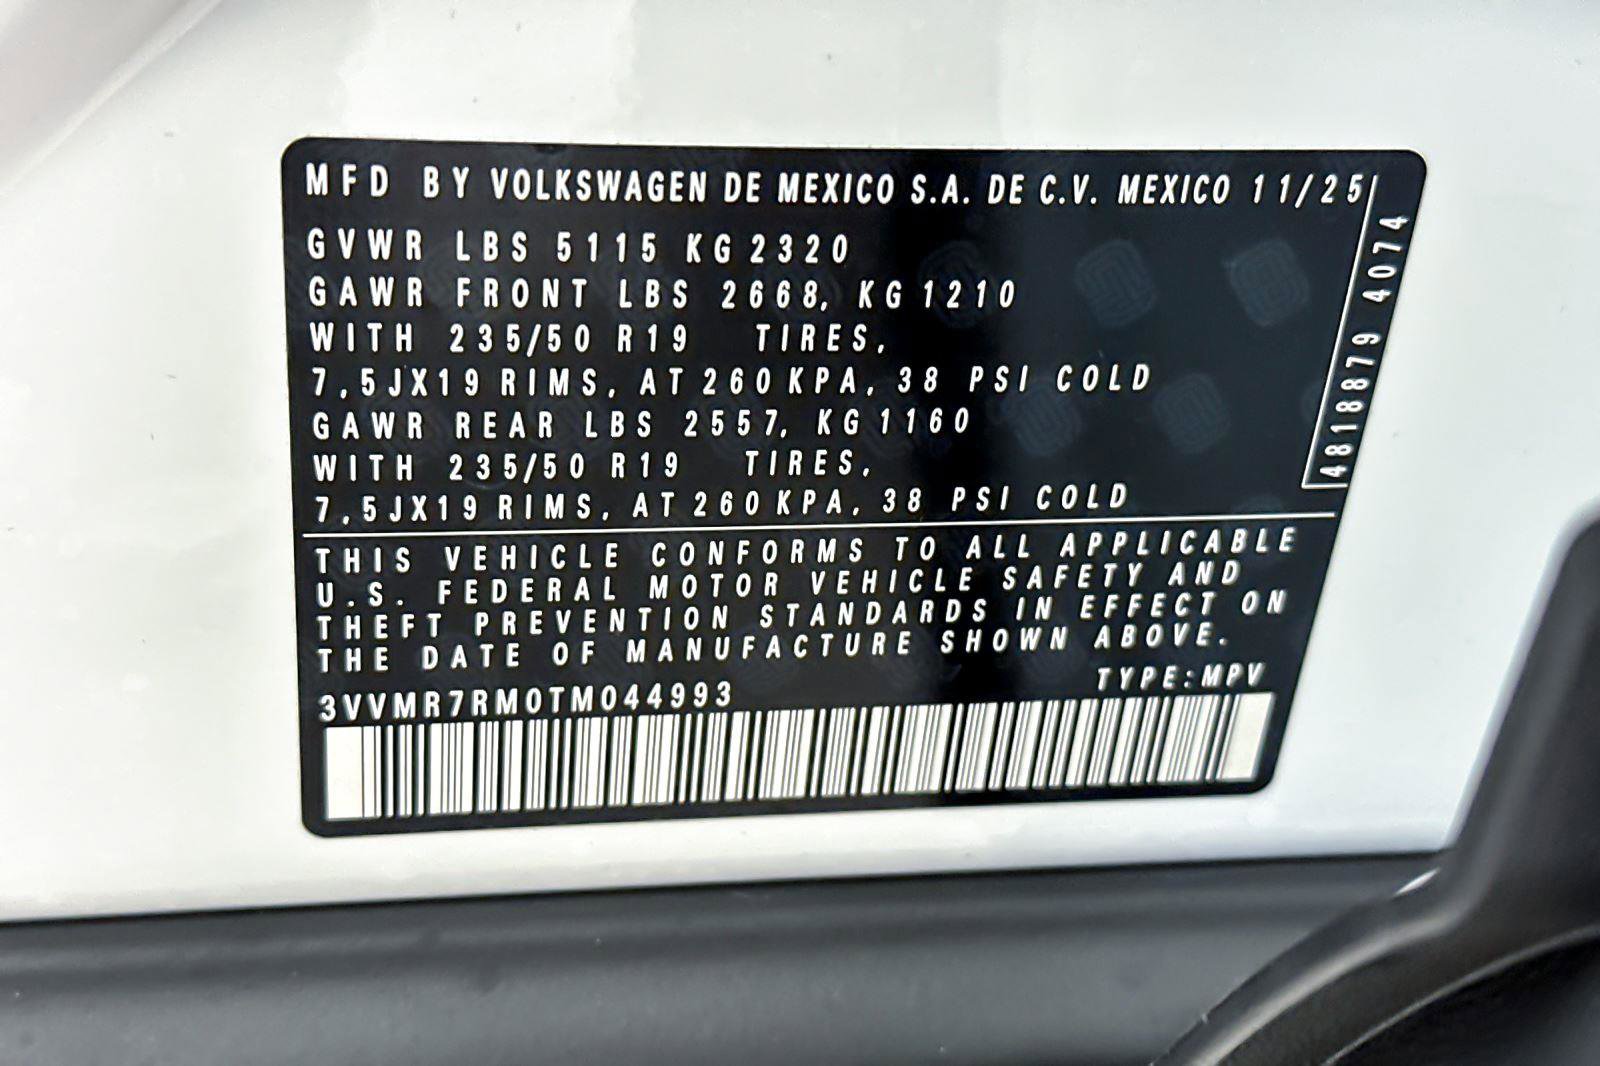 MFD BY VOLKSWAGEN DE MEXICO S.A. DE C.V. MEXICO 11/25
GVWR LBS 5115 KG 2320
GAWR FRONT LBS 2668, KG 1210
WITH 235/50 R19 TIRES,
7,5JX19 RIMS, AT 260 KPA, 38 PSI COLD
GAWR REAR LBS 2557, KG 1160
WITH 235/50 R19 TIRES,
7,5JX19 RIMS, AT 260 KPA, 38 PSI COLD
4818879 4074
THIS VEHICLE CONFORMS TO ALL APPLICABLE
U.S. FEDERAL MOTOR VEHICLE SAFETY AND
THEFT PREVENTION STANDARDS IN EFFECT ON
THE DATE OF MANUFACTURE SHOWN ABOVE.
TYPE:MPV
3VVMR7RM0TM044993